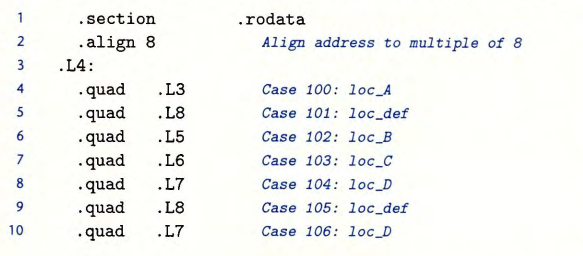 1 .section .rodata
2 .align 8 Align address to multiple of 8
3 .L4:
4 .quad .L3 Case 100: loc_A
5 .quad .L8 Case 101: loc_def
6 .quad .L5 Case 102: loc_B
7 .quad .L6 Case 103: loc_C
8 .quad .L7 Case 104: loc_D
9 .quad .L8 Case 105: loc_def
10 .quad .L7 Case 106: loc_D